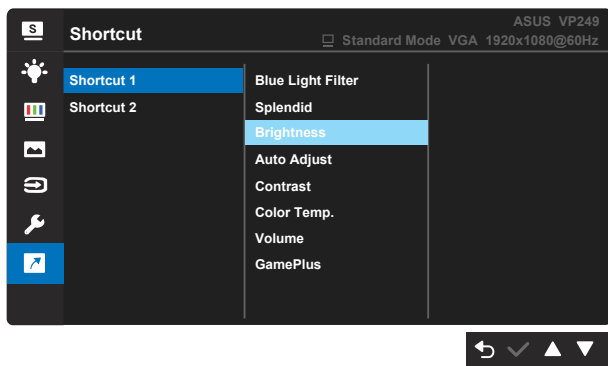 S
Shortcut
ASUS VP249
Standard Mode VGA 1920x1080@60Hz
Shortcut 1
Shortcut 2
Blue Light Filter
Splendid
Brightness
Auto Adjust
Contrast
Color Temp.
Volume
GamePlus